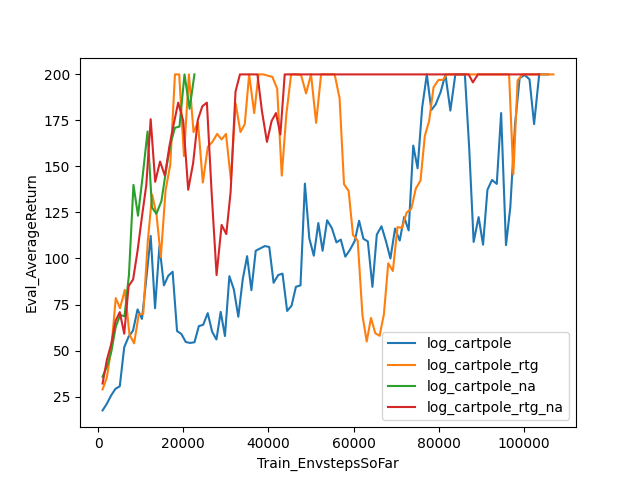 200
175
150
125
100
75
50
25
Eval_AverageReturn
log_cartpole
log_cartpole_rtg
log_cartpole_na
log_cartpole_rtg_na
0 20000 40000 60000 80000 100000
Train_EnvstepsSoFar